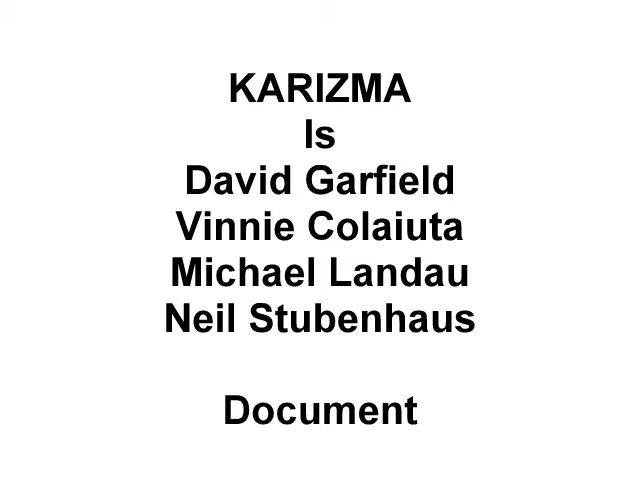 KARIZMA
Is
David Garfield
Vinnie Colaiuta
Michael Landau
Neil Stubenhaus
Document